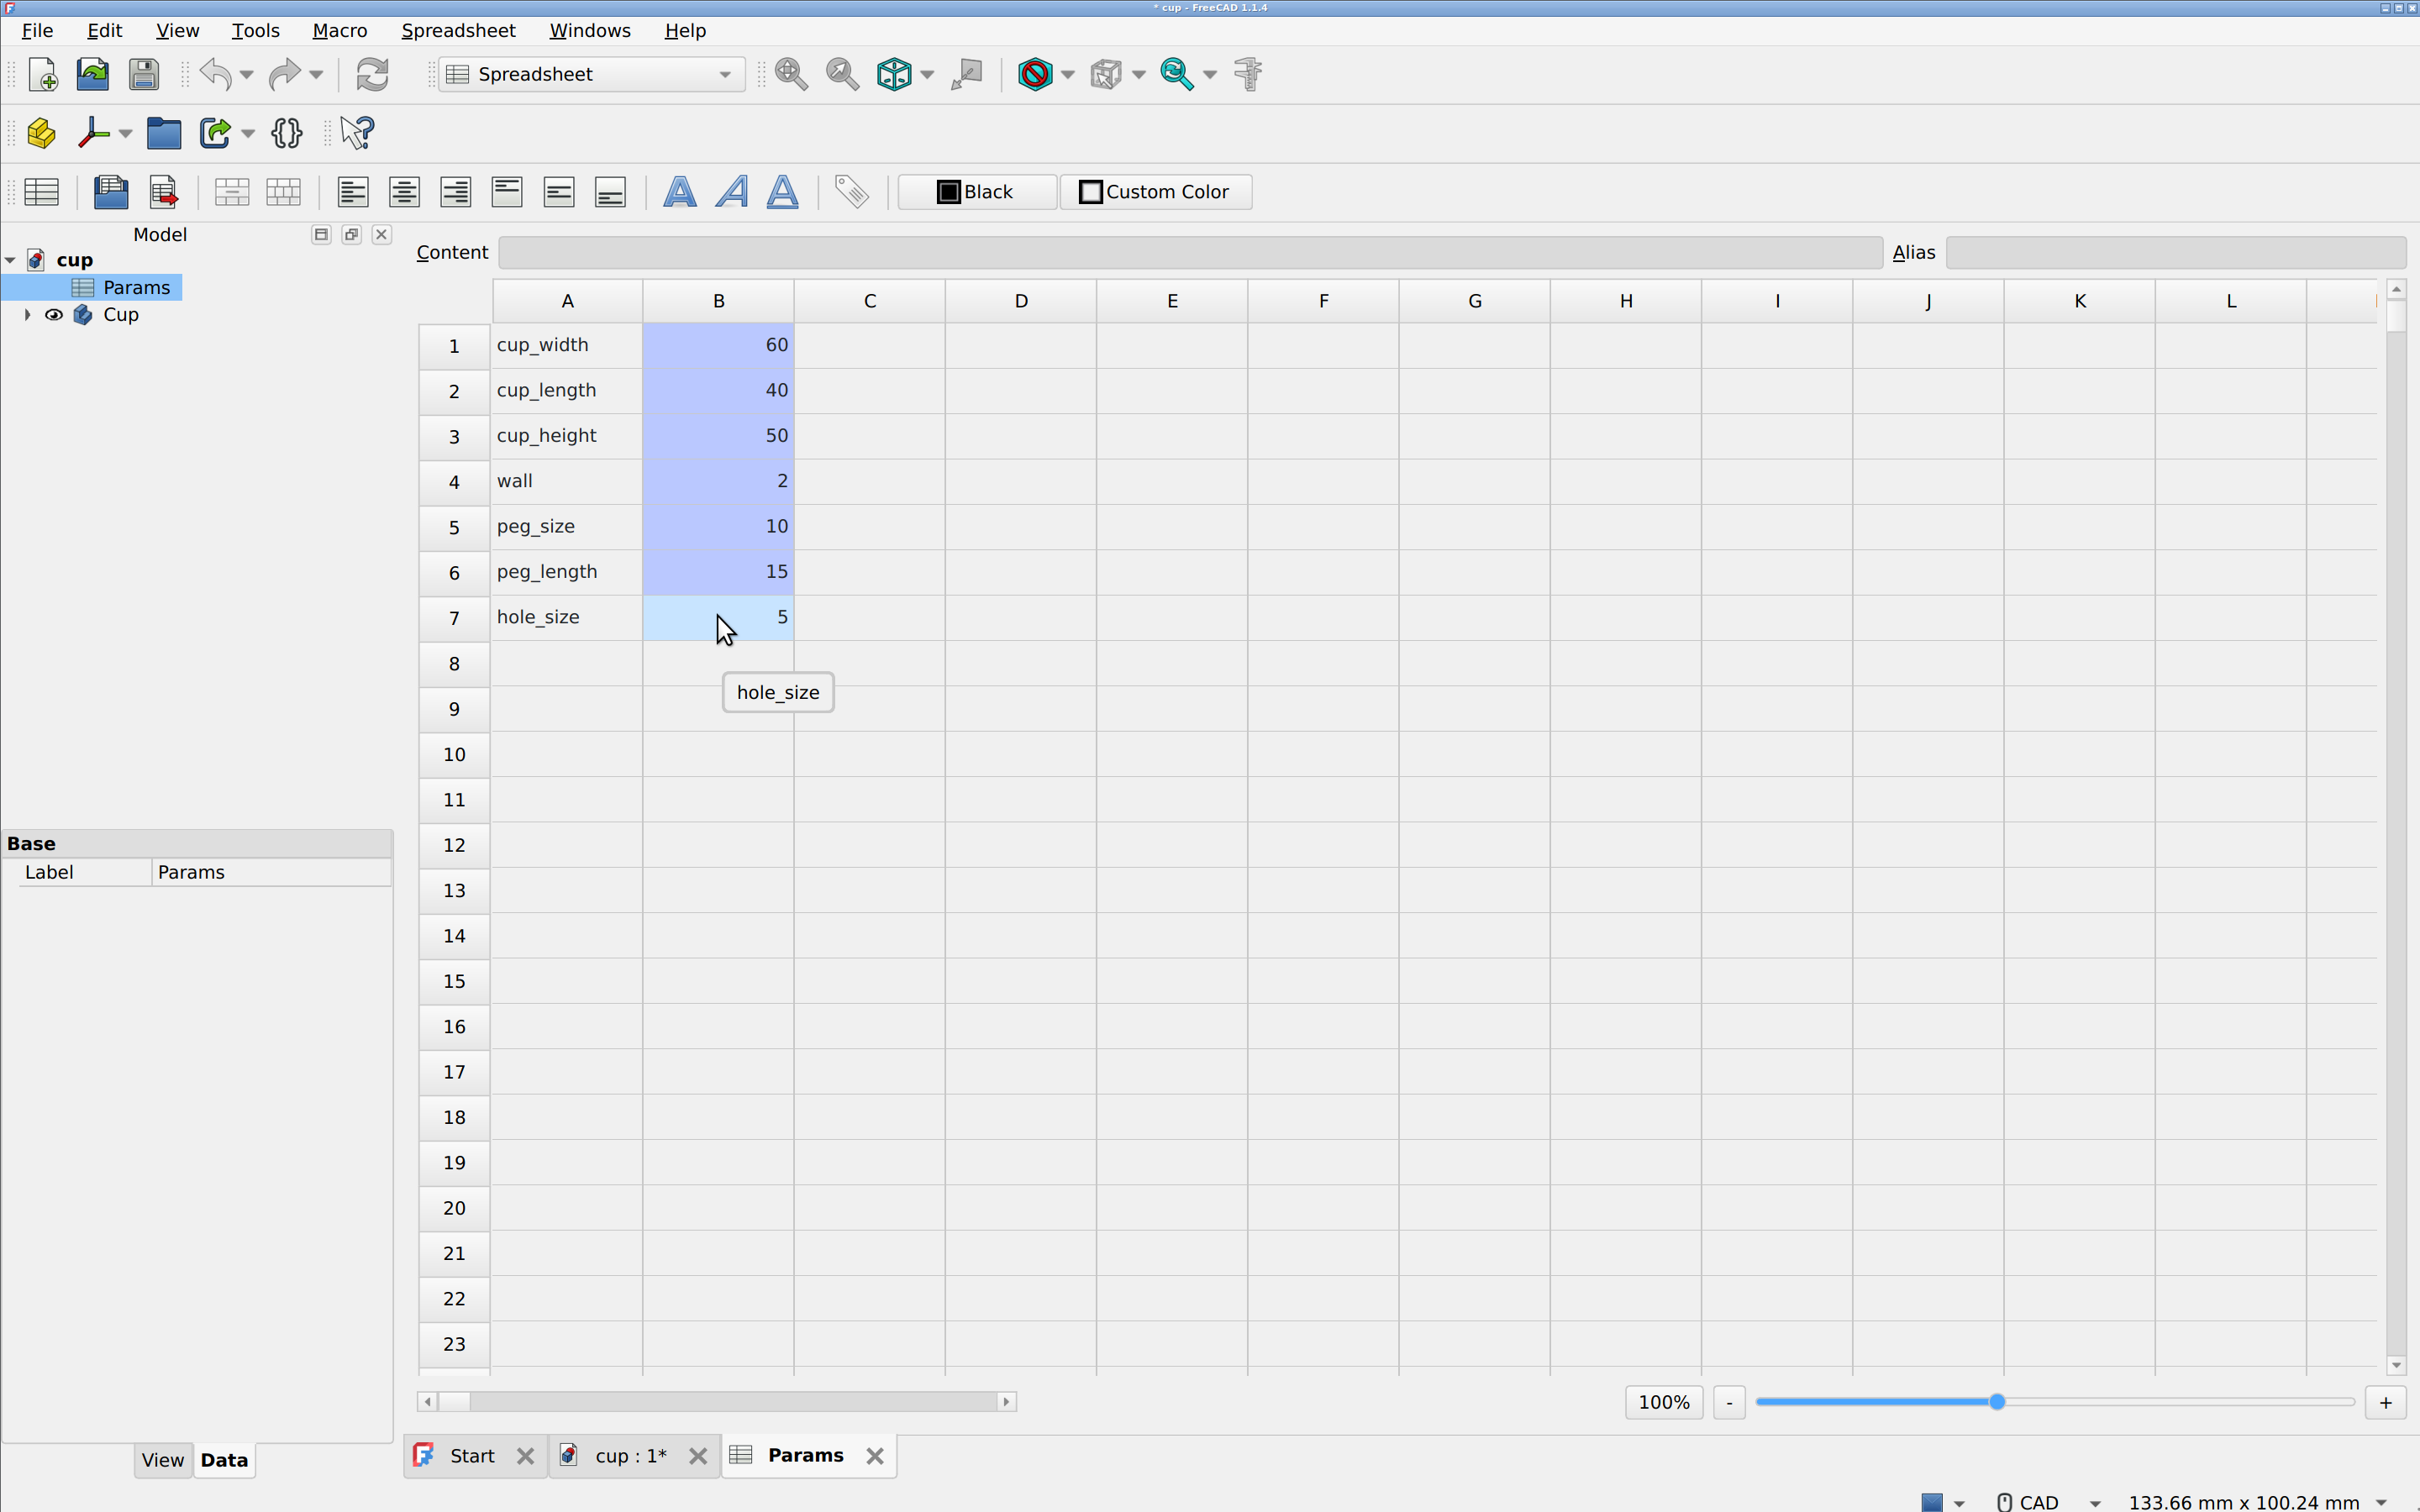 * cup - FreeCAD 1.1.4
File Edit View Tools Macro Spreadsheet Windows Help
Spreadsheet
Black Custom Color
Model
cup
Params
Cup
Content Alias
A B C D E F G H I J K L
1 cup_width 60
2 cup_length 40
3 cup_height 50
4 wall 2
5 peg_size 10
6 peg_length 15
7 hole_size 5
8
hole_size
9
10
11
12
13
14
15
16
17
18
19
20
21
22
23
Base
Label Params
100% - +
View Data
Start cup : 1* Params
CAD 133.66 mm x 100.24 mm